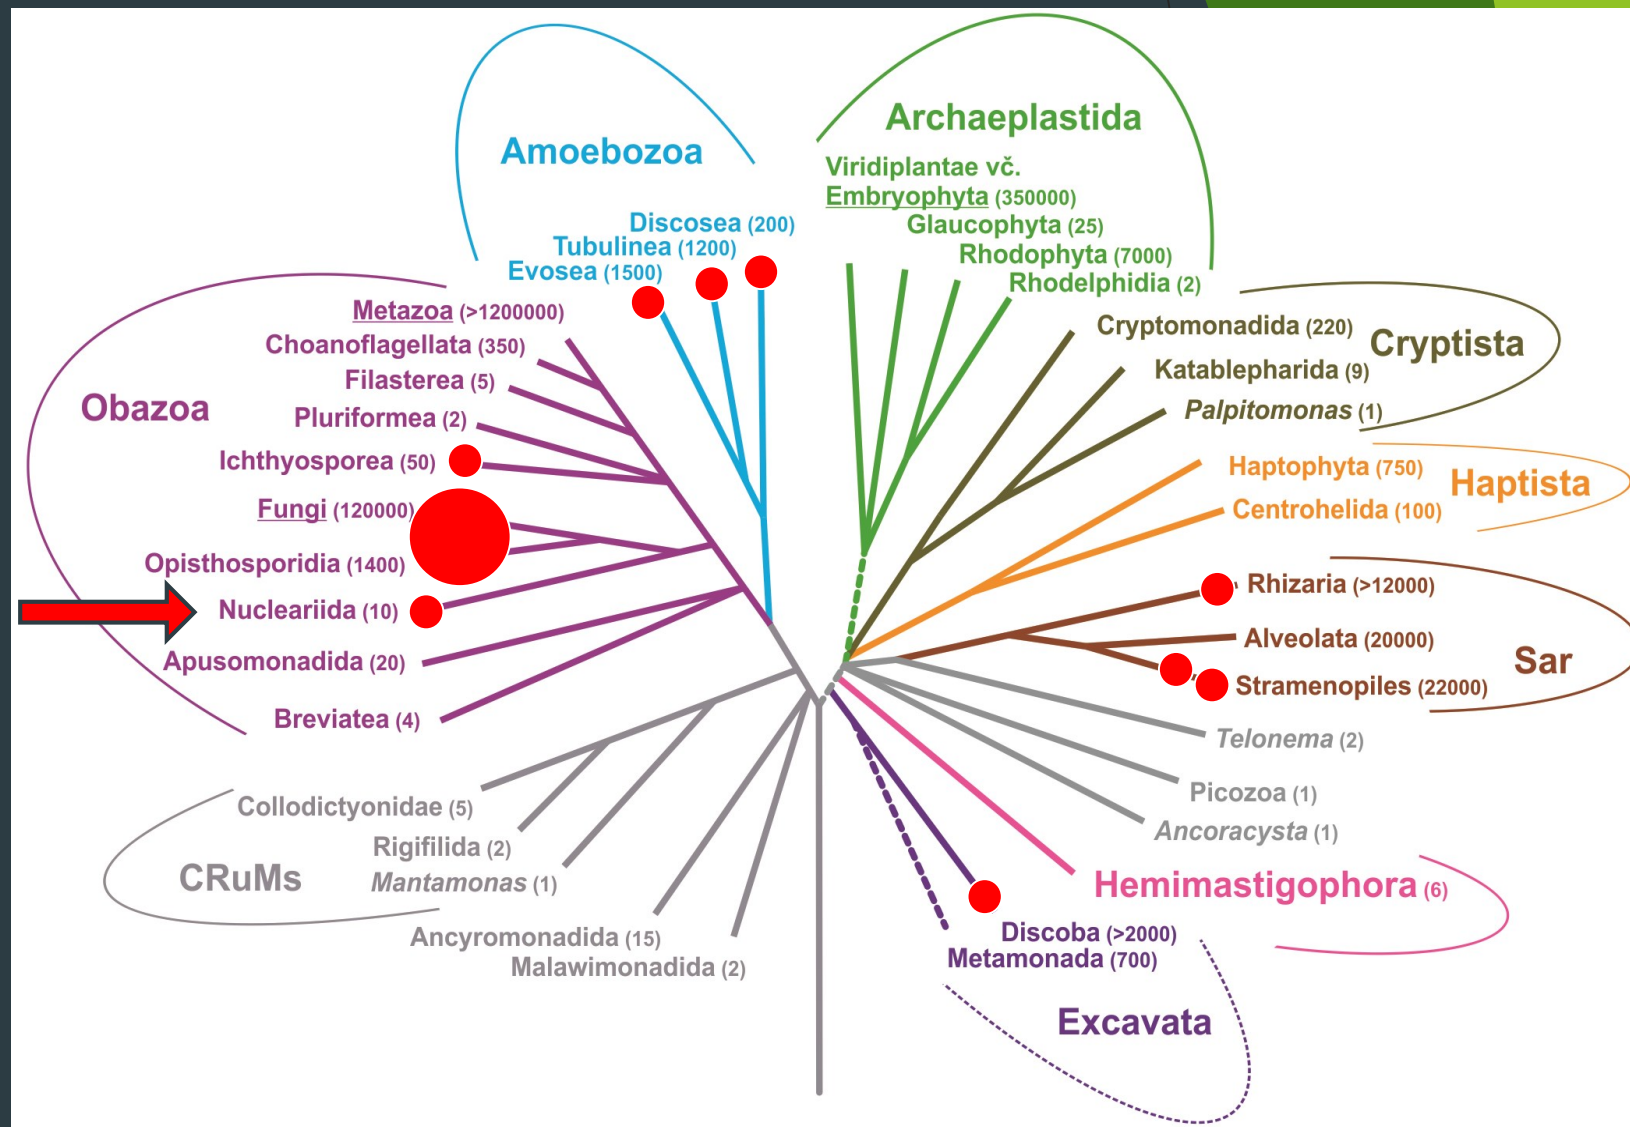 Amoebozoa
Discosea (200)
Tubulinea (1200)
Evosea (1500)
Archaeplastida
Viridiplantae vč.
Embryophyta (350000)
Glaucophyta (25)
Rhodophyta (7000)
Rhodelphidia (2)
Obazoa
Metazoa (>1200000)
Choanoflagellata (350)
Filasterea (5)
Pluriformea (2)
Ichthyosporea (50)
Fungi (120000)
Opisthosporidia (1400)
Nucleariida (10)
Apusomonadida (20)
Breviatea (4)
Cryptista
Cryptomonadida (220)
Katablepharida (9)
Palpitomonas (1)
Haptista
Haptophyta (750)
Centrohelida (100)
Sar
Rhizaria (>12000)
Alveolata (20000)
Stramenopiles (22000)
Telonema (2)
Picozoa (1)
Ancoracysta (1)
Hemimastigophora (6)
Discoba (>2000)
Metamonada (700)
Excavata
CRuMs
Collodictyonidae (5)
Rigifilida (2)
Mantamonas (1)
Ancyromonadida (15)
Malawimonadida (2)